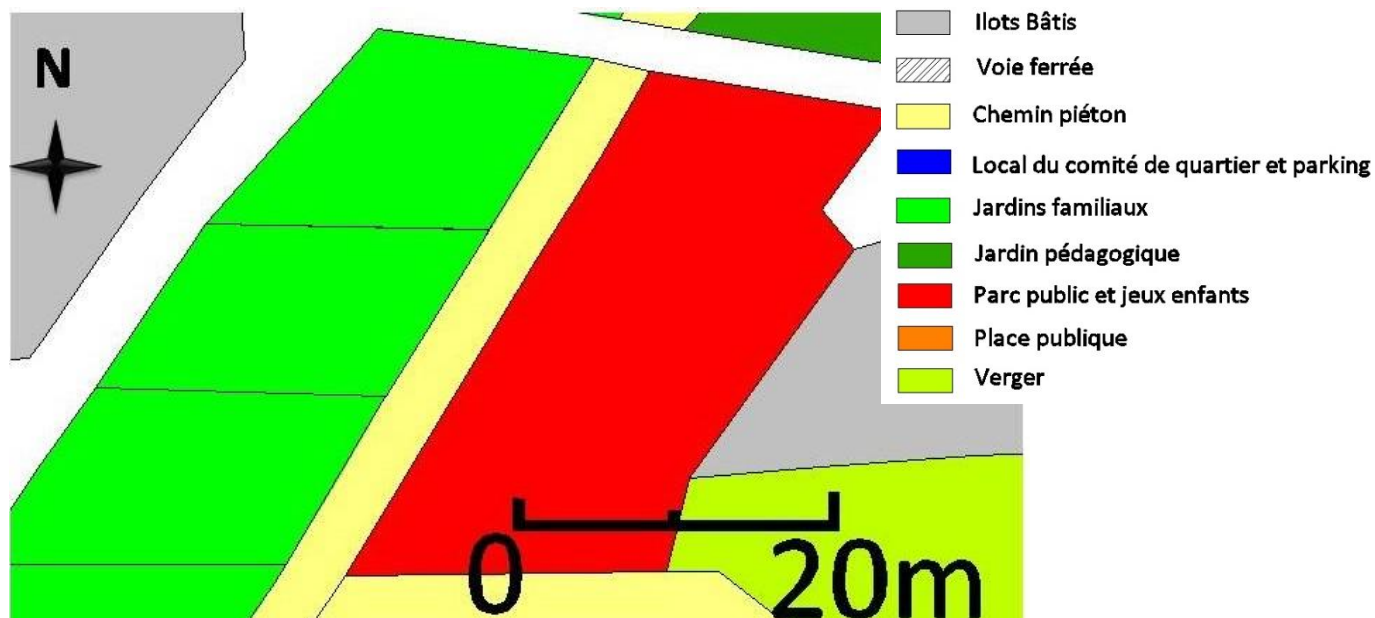 N
Ilots Bâtis
Voie ferrée
Chemin piéton
Local du comité de quartier et parking
Jardins familiaux
Jardin pédagogique
Parc public et jeux enfants
Place publique
Verger
0 20m